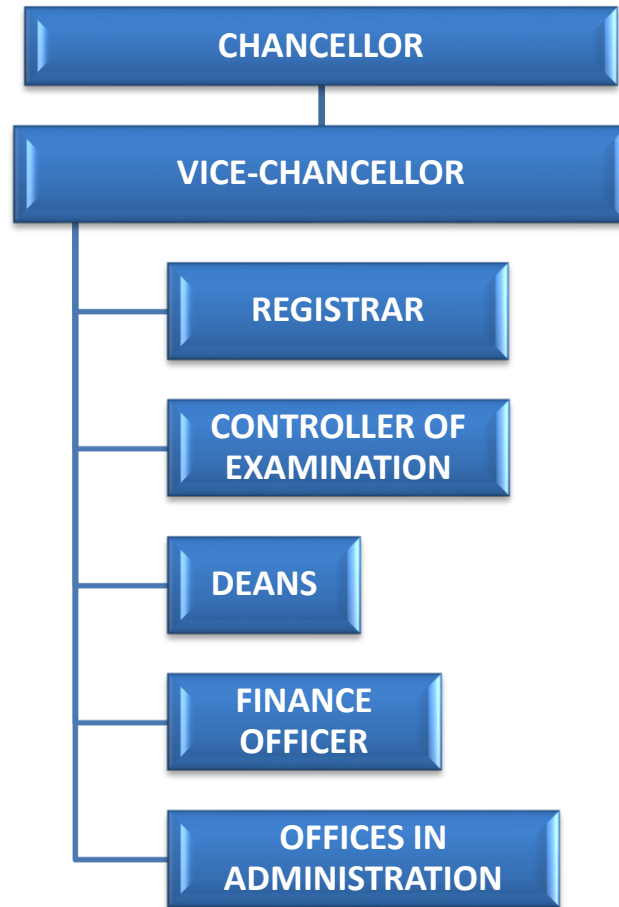 CHANCELLOR
VICE-CHANCELLOR
REGISTRAR
CONTROLLER OF
EXAMINATION
DEANS
FINANCE
OFFICER
OFFICES IN
ADMINISTRATION